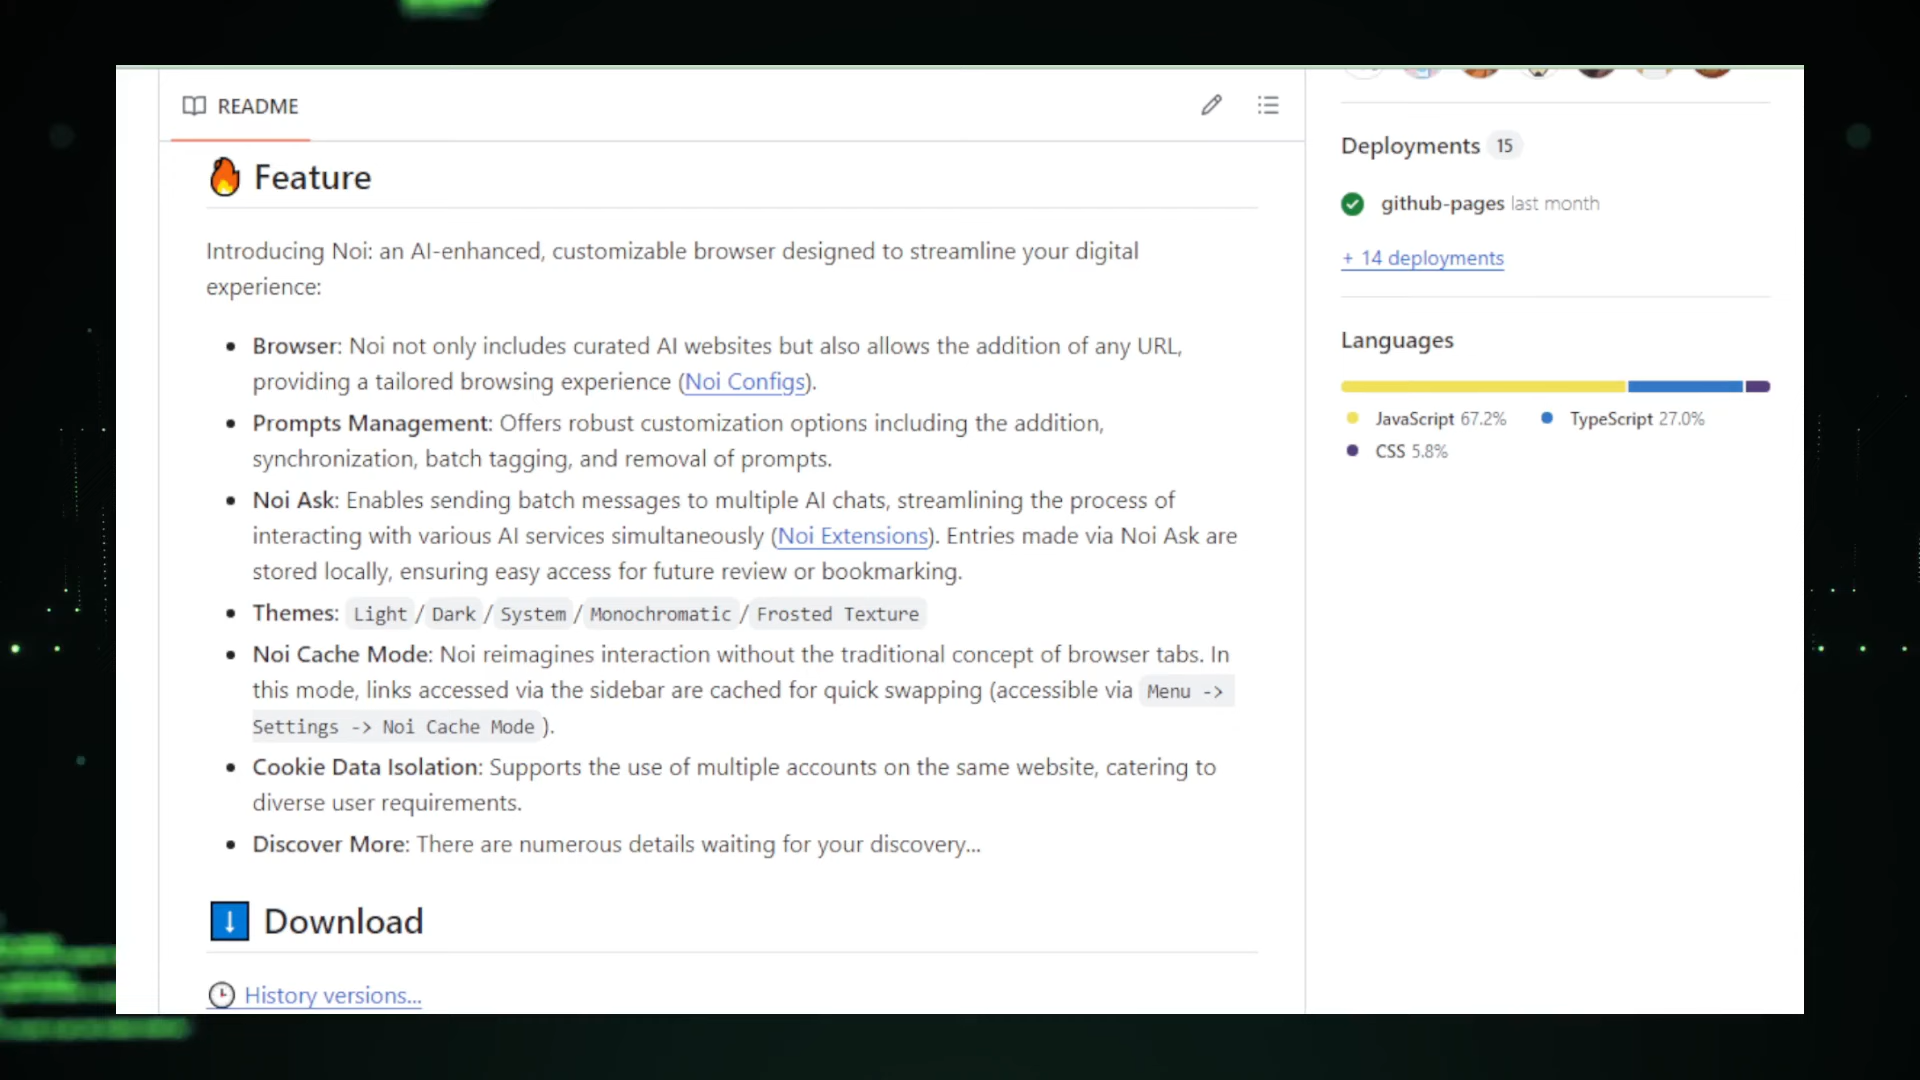 README
Feature
Introducing Noi: an AI-enhanced, customizable browser designed to streamline your digital
experience:
Browser: Noi not only includes curated AI websites but also allows the addition of any URL,
providing a tailored browsing experience (Noi Configs).
Prompts Management: Offers robust customization options including the addition,
synchronization, batch tagging, and removal of prompts.
Noi Ask: Enables sending batch messages to multiple AI chats, streamlining the process of
interacting with various AI services simultaneously (Noi Extensions). Entries made via Noi Ask are
stored locally, ensuring easy access for future review or bookmarking.
Themes: Light / Dark / System / Monochromatic / Frosted Texture
Noi Cache Mode: Noi reimagines interaction without the traditional concept of browser tabs. In
this mode, links accessed via the sidebar are cached for quick swapping (accessible via Menu ->
Settings -> Noi Cache Mode ).
Cookie Data Isolation: Supports the use of multiple accounts on the same website, catering to
diverse user requirements.
Discover More: There are numerous details waiting for your discovery...
Download
History versions...
Deployments 15
github-pages last month
+ 14 deployments
Languages
JavaScript 67.2% TypeScript 27.0%
CSS 5.8%